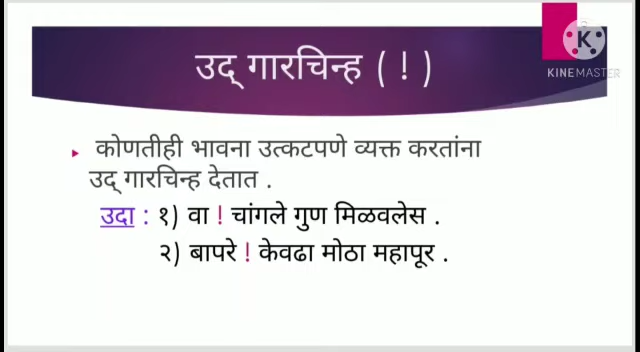 उद् गारचिन्ह ( ! )
KINEMASTER
कोणतीही भावना उत्कटपणे व्यक्त करतांना
उद् गारचिन्ह देतात .
उदा : १) वा ! चांगले गुण मिळवलेस .
२) बापरे ! केवढा मोठा महापूर .